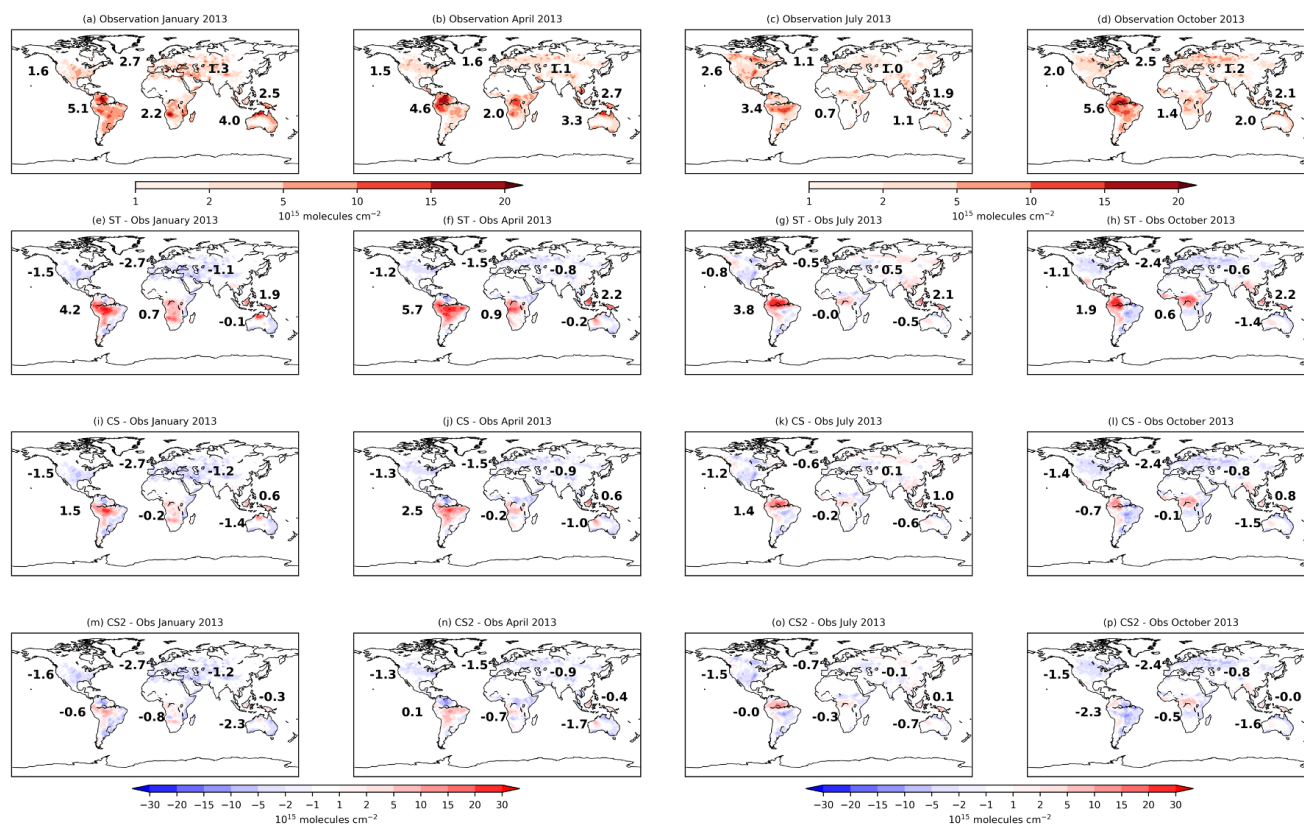 (a) Observation January 2013
(b) Observation April 2013
(c) Observation July 2013
(d) Observation October 2013
1.6 2.7 1.3 2.5 5.1 2.2 4.0
1.5 1.6 1.1 2.7 4.6 2.0 3.3
2.6 1.1 1.0 1.9 3.4 0.7 1.1
2.0 2.5 1.2 2.1 5.6 1.4 2.0
1 2 5 10 15 20
10¹⁵ molecules cm⁻²
1 2 5 10 15 20
10¹⁵ molecules cm⁻²
(e) ST - Obs January 2013
(f) ST - Obs April 2013
(g) ST - Obs July 2013
(h) ST - Obs October 2013
-1.5 -2.7 -1.1 1.9 4.2 0.7 -0.1
-1.2 -1.5 -0.8 2.2 5.7 0.9 -0.2
-0.8 -0.5 0.5 2.1 3.8 -0.0 -0.5
-1.1 -2.4 -0.6 2.2 1.9 0.6 -1.4
(i) CS - Obs January 2013
(j) CS - Obs April 2013
(k) CS - Obs July 2013
(l) CS - Obs October 2013
-1.5 -2.7 -1.2 0.6 1.5 -0.2 -1.4
-1.3 -1.5 -0.9 0.6 2.5 -0.2 -1.0
-1.2 -0.6 0.1 1.0 1.4 -0.2 -0.6
-1.4 -2.4 -0.8 0.8 -0.7 -0.1 -1.5
(m) CS2 - Obs January 2013
(n) CS2 - Obs April 2013
(o) CS2 - Obs July 2013
(p) CS2 - Obs October 2013
-1.6 -2.7 -1.2 -0.3 -0.6 -0.8 -2.3
-1.3 -1.5 -0.9 -0.4 0.1 -0.7 -1.7
-1.5 -0.7 -0.1 0.1 -0.0 -0.3 -0.7
-1.5 -2.4 -0.8 -0.0 -2.3 -0.5 -1.6
−30 −20 −15 −10 −5 −2 −1 1 2 5 10 15 20 30
10¹⁵ molecules cm⁻²
−30 −20 −15 −10 −5 −2 −1 1 2 5 10 15 20 30
10¹⁵ molecules cm⁻²